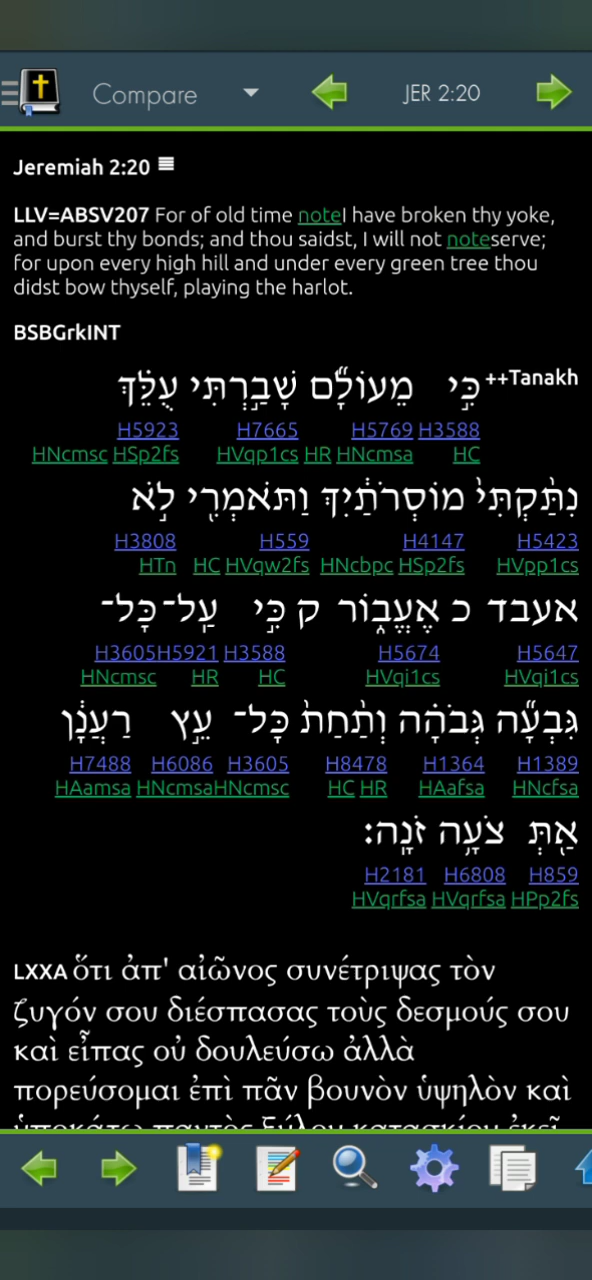 Compare
JER 2:20
Jeremiah 2:20
LLV=ABSV207 For of old time noteI have broken thy yoke,
and burst thy bonds; and thou saidst, I will not noteserve;
for upon every high hill and under every green tree thou
didst bow thyself, playing the harlot.
BSBGrkINT
++Tanakh כִּ֣י מֵעוֹלָ֞ם שָׁבַ֣רְתִּי עֻלֵּ֗ךְ
H5923 H7665 H5769 H3588
HNcmsc HSp2fs HVqp1cs HR HNcmsa HC
נִתַּ֙קְתִּי֙ מוֹסְרֹתַ֔יִךְ וַתֹּאמְרִ֖י לֹ֣א
H3808 H559 H4147 H5423
HTn HC HVqw2fs HNcbpc HSp2fs HVpp1cs
אעבד כ אֶעֱב֑וֹר ק כִּ֣י עַֽל־ כָּל־
H3605H5921 H3588 H5674 H5647
HNcmsc HR HC HVqi1cs HVqi1cs
גִּבְעָ֞ה גְּבֹהָ֗ה וְתַ֙חַת֙ כָּל־ עֵ֣ץ רַעֲנָ֔ן
H7488 H6086 H3605 H8478 H1364 H1389
HAamsa HNcmsaHNcmsc HC HR HAafsa HNcfsa
אַ֖תְּ צֹעָ֥ה זֹנָֽה׃
H2181 H6808 H859
HVqrfsa HVqrfsa HPp2fs
LXXA ὅτι ἀπ' αἰῶνος συνέτριψας τὸν
ζυγόν σου διέσπασας τοὺς δεσμούς σου
καὶ εἶπας οὐ δουλεύσω ἀλλὰ
πορεύσομαι ἐπὶ πᾶν βουνὸν ὑψηλὸν καὶ
ὑποκάτω παντὸς ξύλου κατασκίου ἐκεῖ